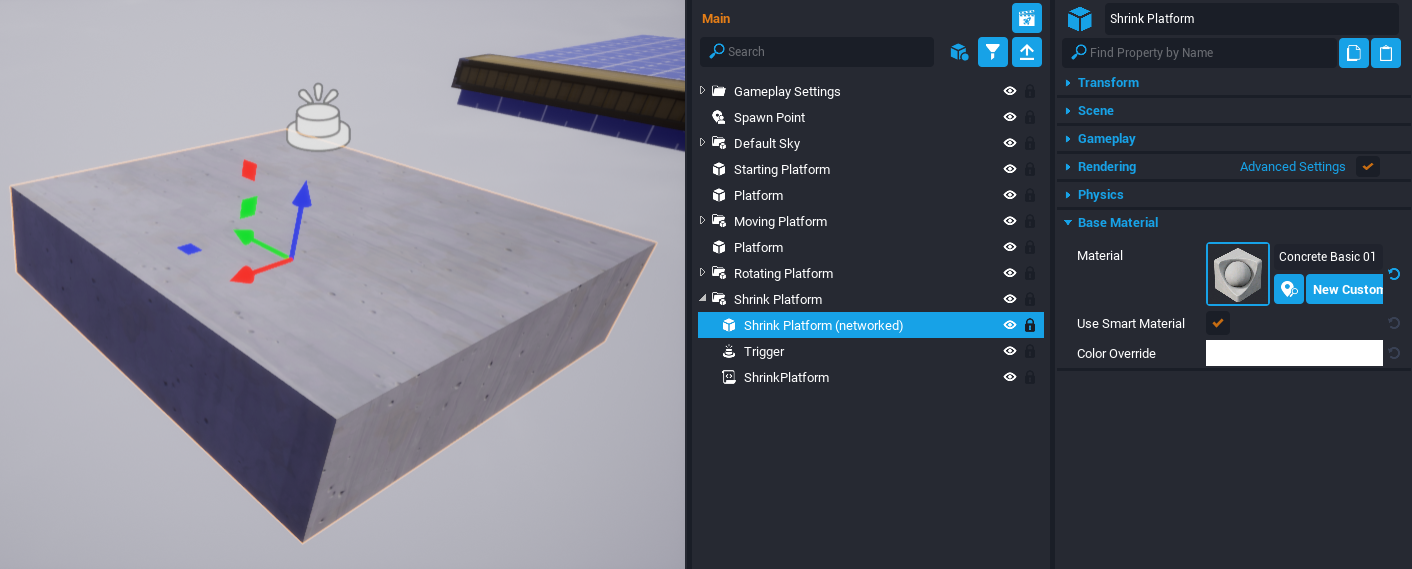 Main
Search
Gameplay Settings
Spawn Point
Default Sky
Starting Platform
Platform
Moving Platform
Platform
Rotating Platform
Shrink Platform
Shrink Platform (networked)
Trigger
ShrinkPlatform
Shrink Platform
Find Property by Name
Transform
Scene
Gameplay
Rendering Advanced Settings
Physics
Base Material
Material Concrete Basic 01
New Custom
Use Smart Material
Color Override